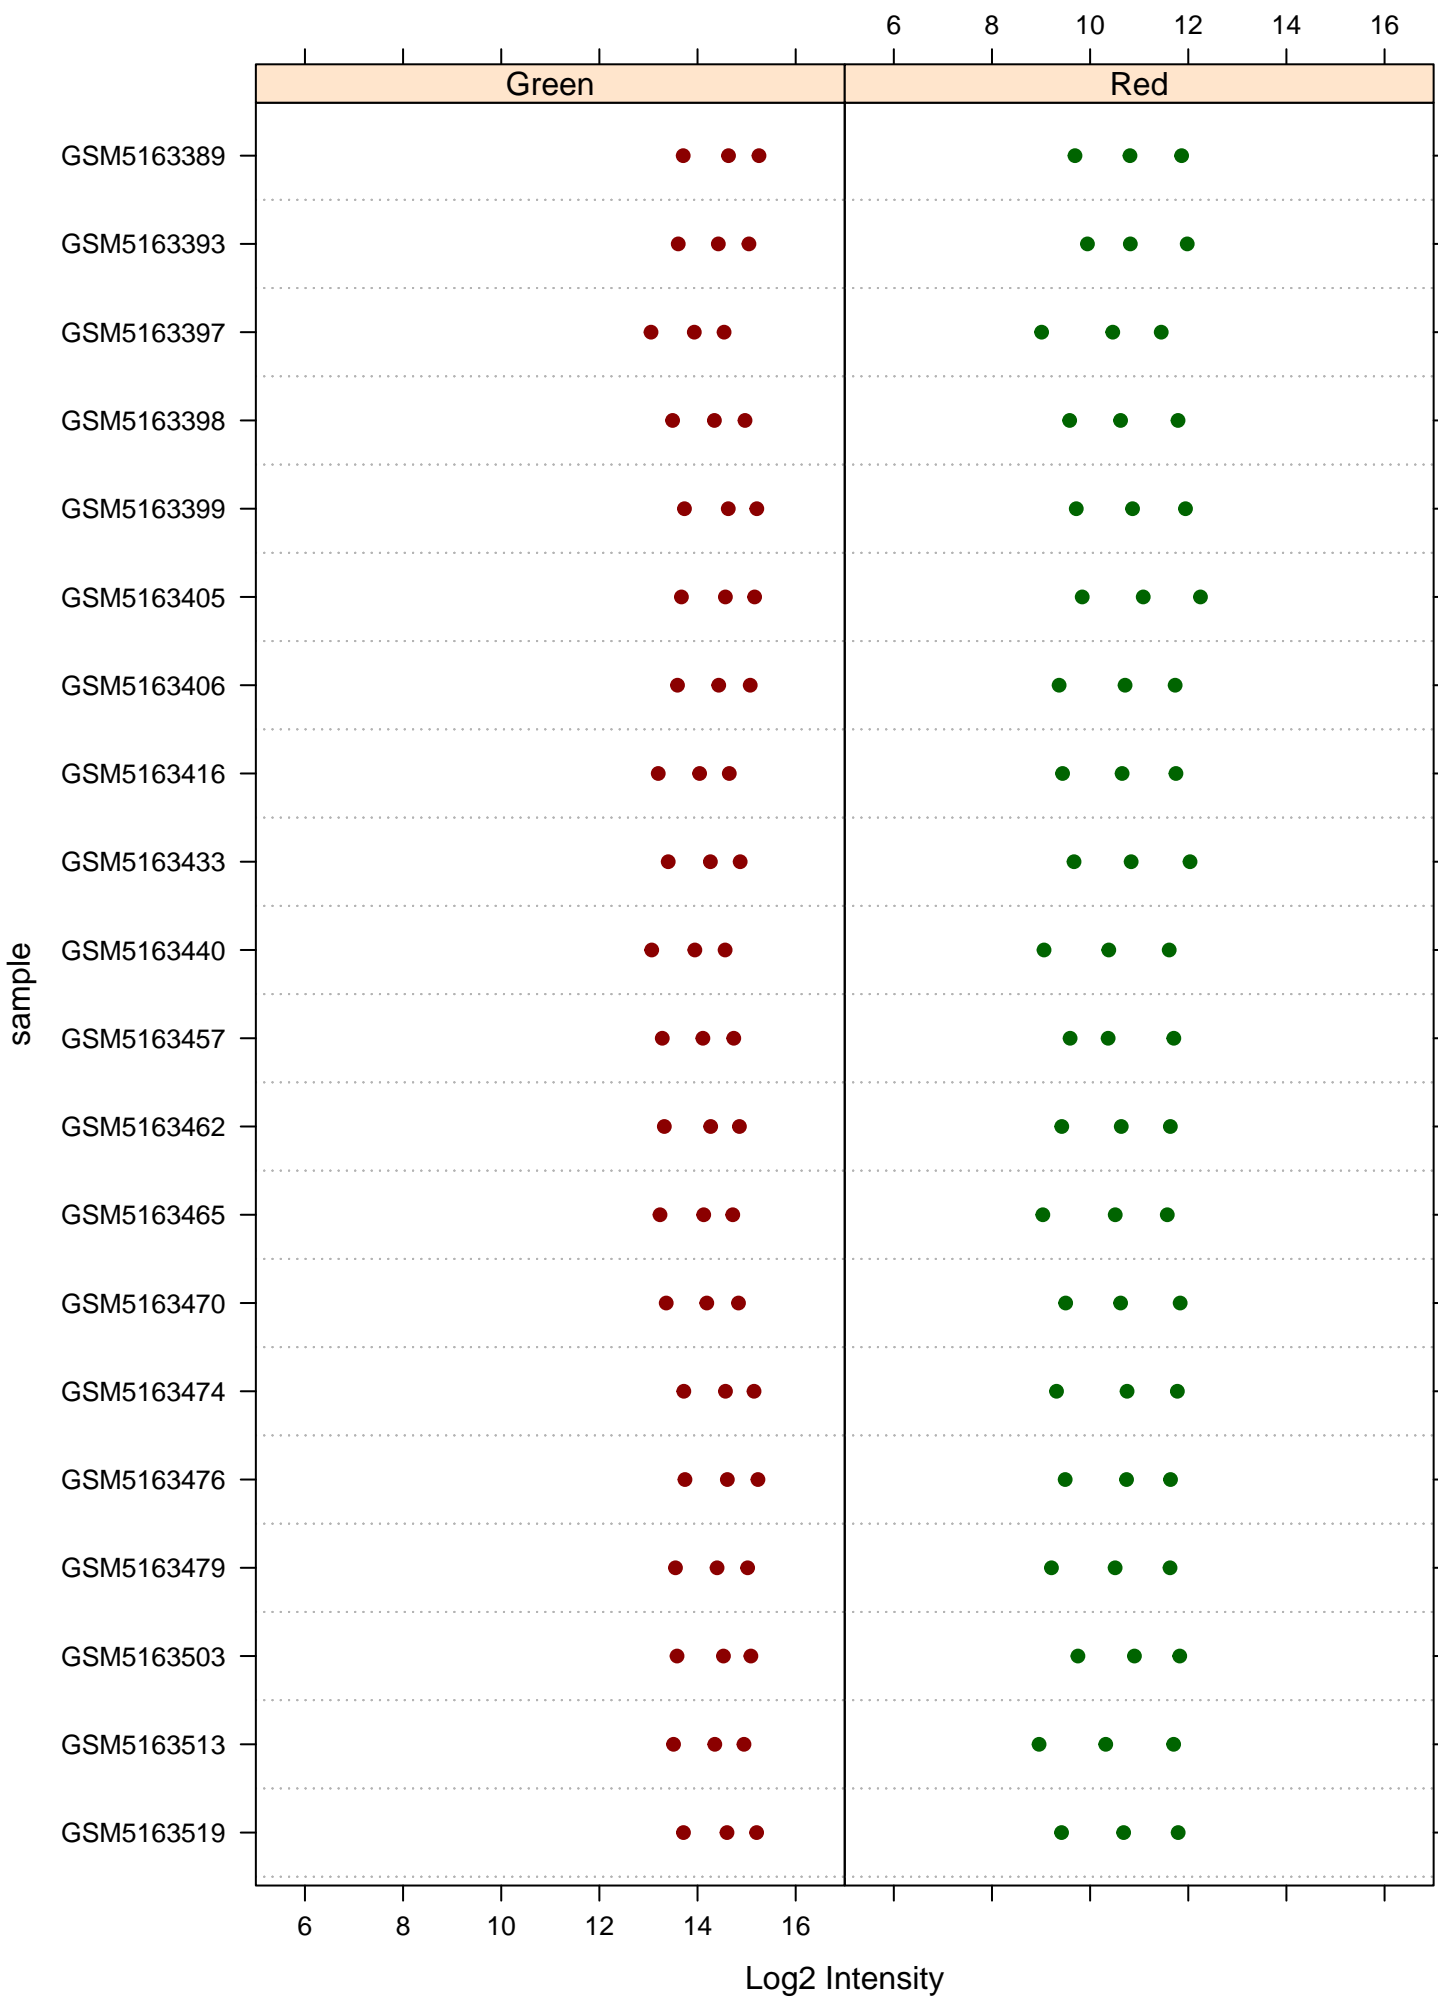 6 8 10 12 14 16
Green Red
GSM5163389
GSM5163393
GSM5163397
GSM5163398
GSM5163399
GSM5163405
GSM5163406
GSM5163416
GSM5163433
GSM5163440
GSM5163457
GSM5163462
GSM5163465
GSM5163470
GSM5163474
GSM5163476
GSM5163479
GSM5163503
GSM5163513
GSM5163519
sample
6 8 10 12 14 16
Log2 Intensity